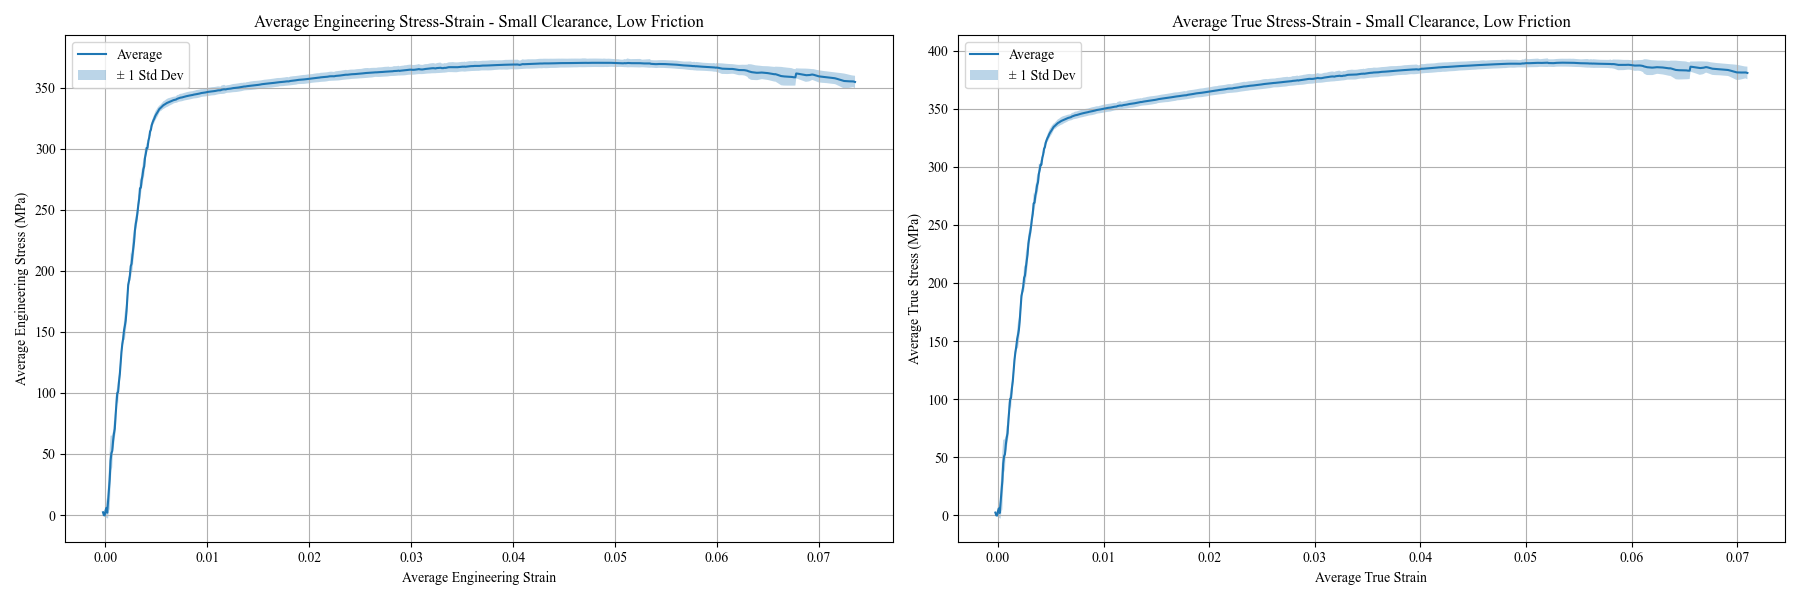 Average Engineering Stress-Strain - Small Clearance, Low Friction
Average
± 1 Std Dev
350
300
250
200
150
100
50
0
Average Engineering Stress (MPa)
0.00 0.01 0.02 0.03 0.04 0.05 0.06 0.07
Average Engineering Strain
Average True Stress-Strain - Small Clearance, Low Friction
Average
± 1 Std Dev
400
350
300
250
200
150
100
50
0
Average True Stress (MPa)
0.00 0.01 0.02 0.03 0.04 0.05 0.06 0.07
Average True Strain